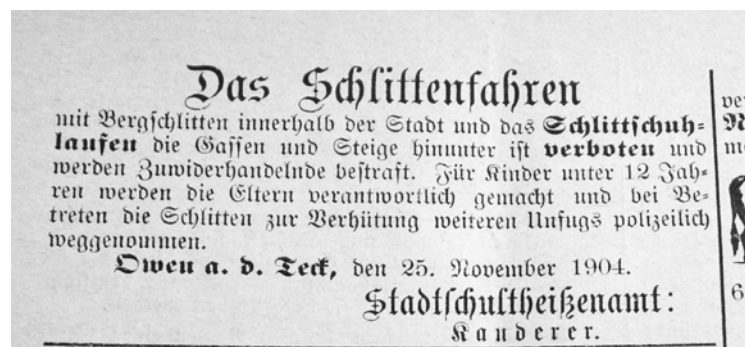 Das Schlittenfahren
mit Bergschlitten innerhalb der Stadt und das Schlittschuh-
laufen die Gassen und Steige hinunter ist verboten und
werden Zuwiderhandelnde bestraft. Für Kinder unter 12 Jah-
ren werden die Eltern verantwortlich gemacht und bei Be-
treten die Schlitten zur Verhütung weiteren Unfugs polizeilich
weggenommen.
Owen a. d. Teck, den 25. November 1904.
Stadtschultheißenamt:
Kauderer.